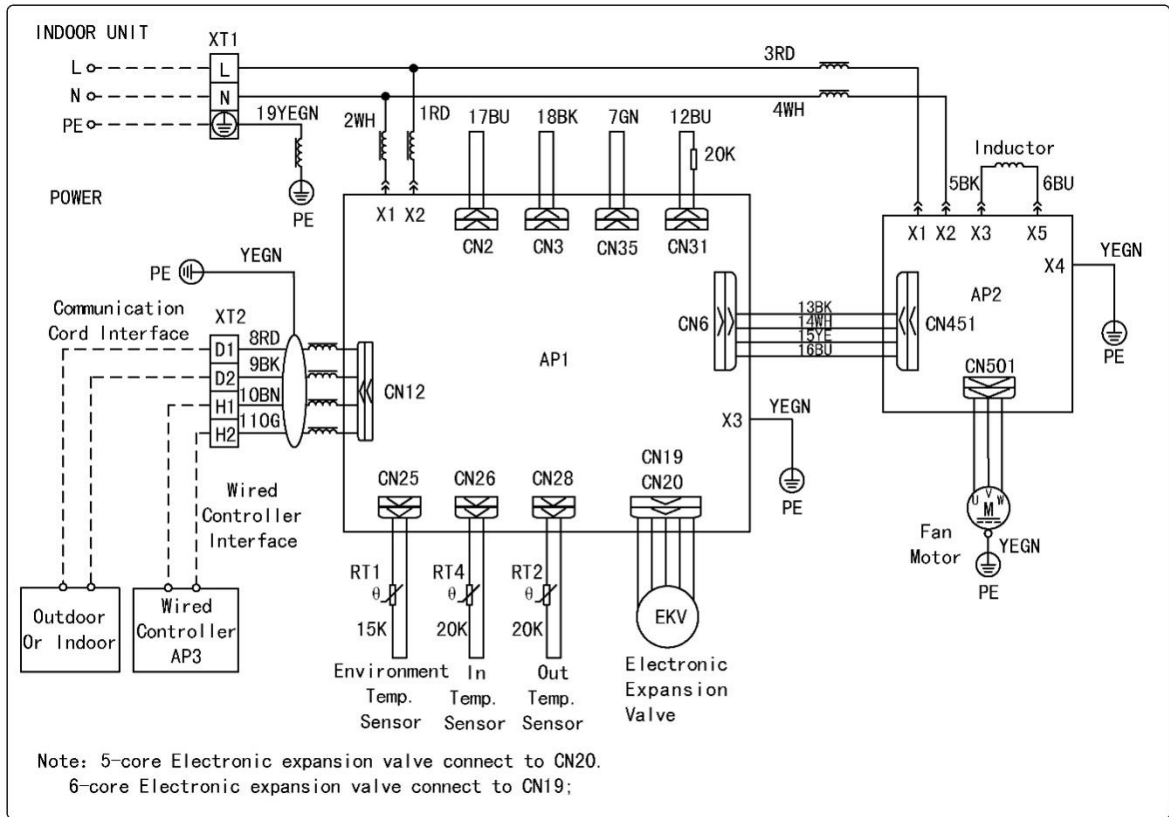 INDOOR UNIT
XT1
L
L
N
N
PE
19YEGN
PE
POWER
3RD
4WH
2WH
1RD
17BU
18BK
7GN
12BU
20K
X1 X2
CN2
CN3
CN35
CN31
Inductor
5BK
6BU
X1 X2 X3 X5
X4
YEGN
PE
AP2
CN451
CN501
U V W
M
Fan
Motor
YEGN
PE
CN6
13BK
14WH
15YE
16BU
AP1
X3
YEGN
PE
PE
YEGN
Communication
Cord Interface
XT2
D1
8RD
D2
9BK
H1
10BN
H2
11OG
CN12
Wired
Controller
Interface
Outdoor
Or Indoor
Wired
Controller
AP3
CN25
CN26
CN28
CN19
CN20
RT1
θ
15K
RT4
θ
20K
RT2
θ
20K
EKV
Environment
Temp.
Sensor
In
Temp.
Sensor
Out
Temp.
Sensor
Electronic
Expansion
Valve
Note: 5-core Electronic expansion valve connect to CN20.
6-core Electronic expansion valve connect to CN19;